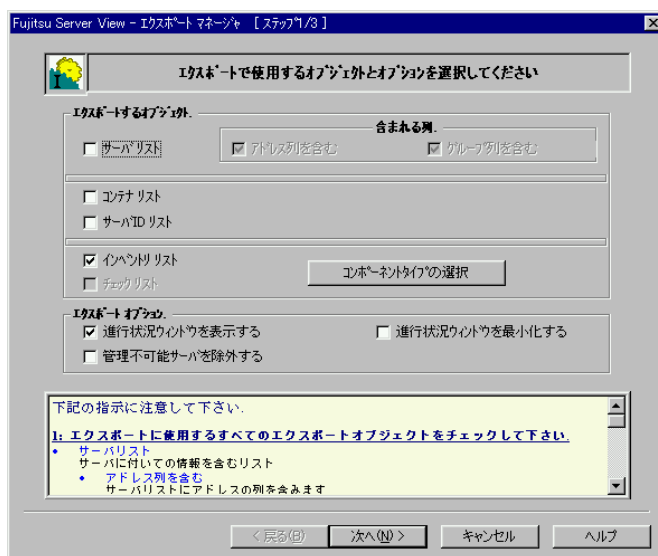 Fujitsu Server View - ｴｸｽﾎﾟｰﾄ ﾏﾈｰｼﾞｬ [ｽﾃｯﾌﾟ1/3]
ｴｸｽﾎﾟｰﾄで使用するｵﾌﾞｼﾞｪｸﾄとｵﾌﾟｼｮﾝを選択してください
ｴｸｽﾎﾟｰﾄするｵﾌﾞｼﾞｪｸﾄ.
含まれる列.
ｻｰﾊﾞﾘｽﾄ
ｱﾄﾞﾚｽ列を含む
ｸﾞﾙｰﾌﾟ列を含む
ｺﾝﾃﾅ ﾘｽﾄ
ｻｰﾊﾞID ﾘｽﾄ
ｲﾝﾍﾞﾝﾄﾘ ﾘｽﾄ
ｺﾝﾎﾟｰﾈﾝﾄﾀｲﾌﾟの選択
ﾁｪｯｸ ﾘｽﾄ
ｴｸｽﾎﾟｰﾄ ｵﾌﾟｼｮﾝ.
進行状況ｳｨﾝﾄﾞｳを表示する
進行状況ｳｨﾝﾄﾞｳを最小化する
管理不可能ｻｰﾊﾞを除外する
下記の指示に注意して下さい.
1: エクスポートに使用するすべてのエクスポートオブジェクトをチェックして下さい.
• サーバリスト
サーバに付いての情報を含むリスト
• アドレス列を含む
サーバリストにアドレスの列を含みます
< 戻る(B)
次へ(N) >
キャンセル
ヘルプ